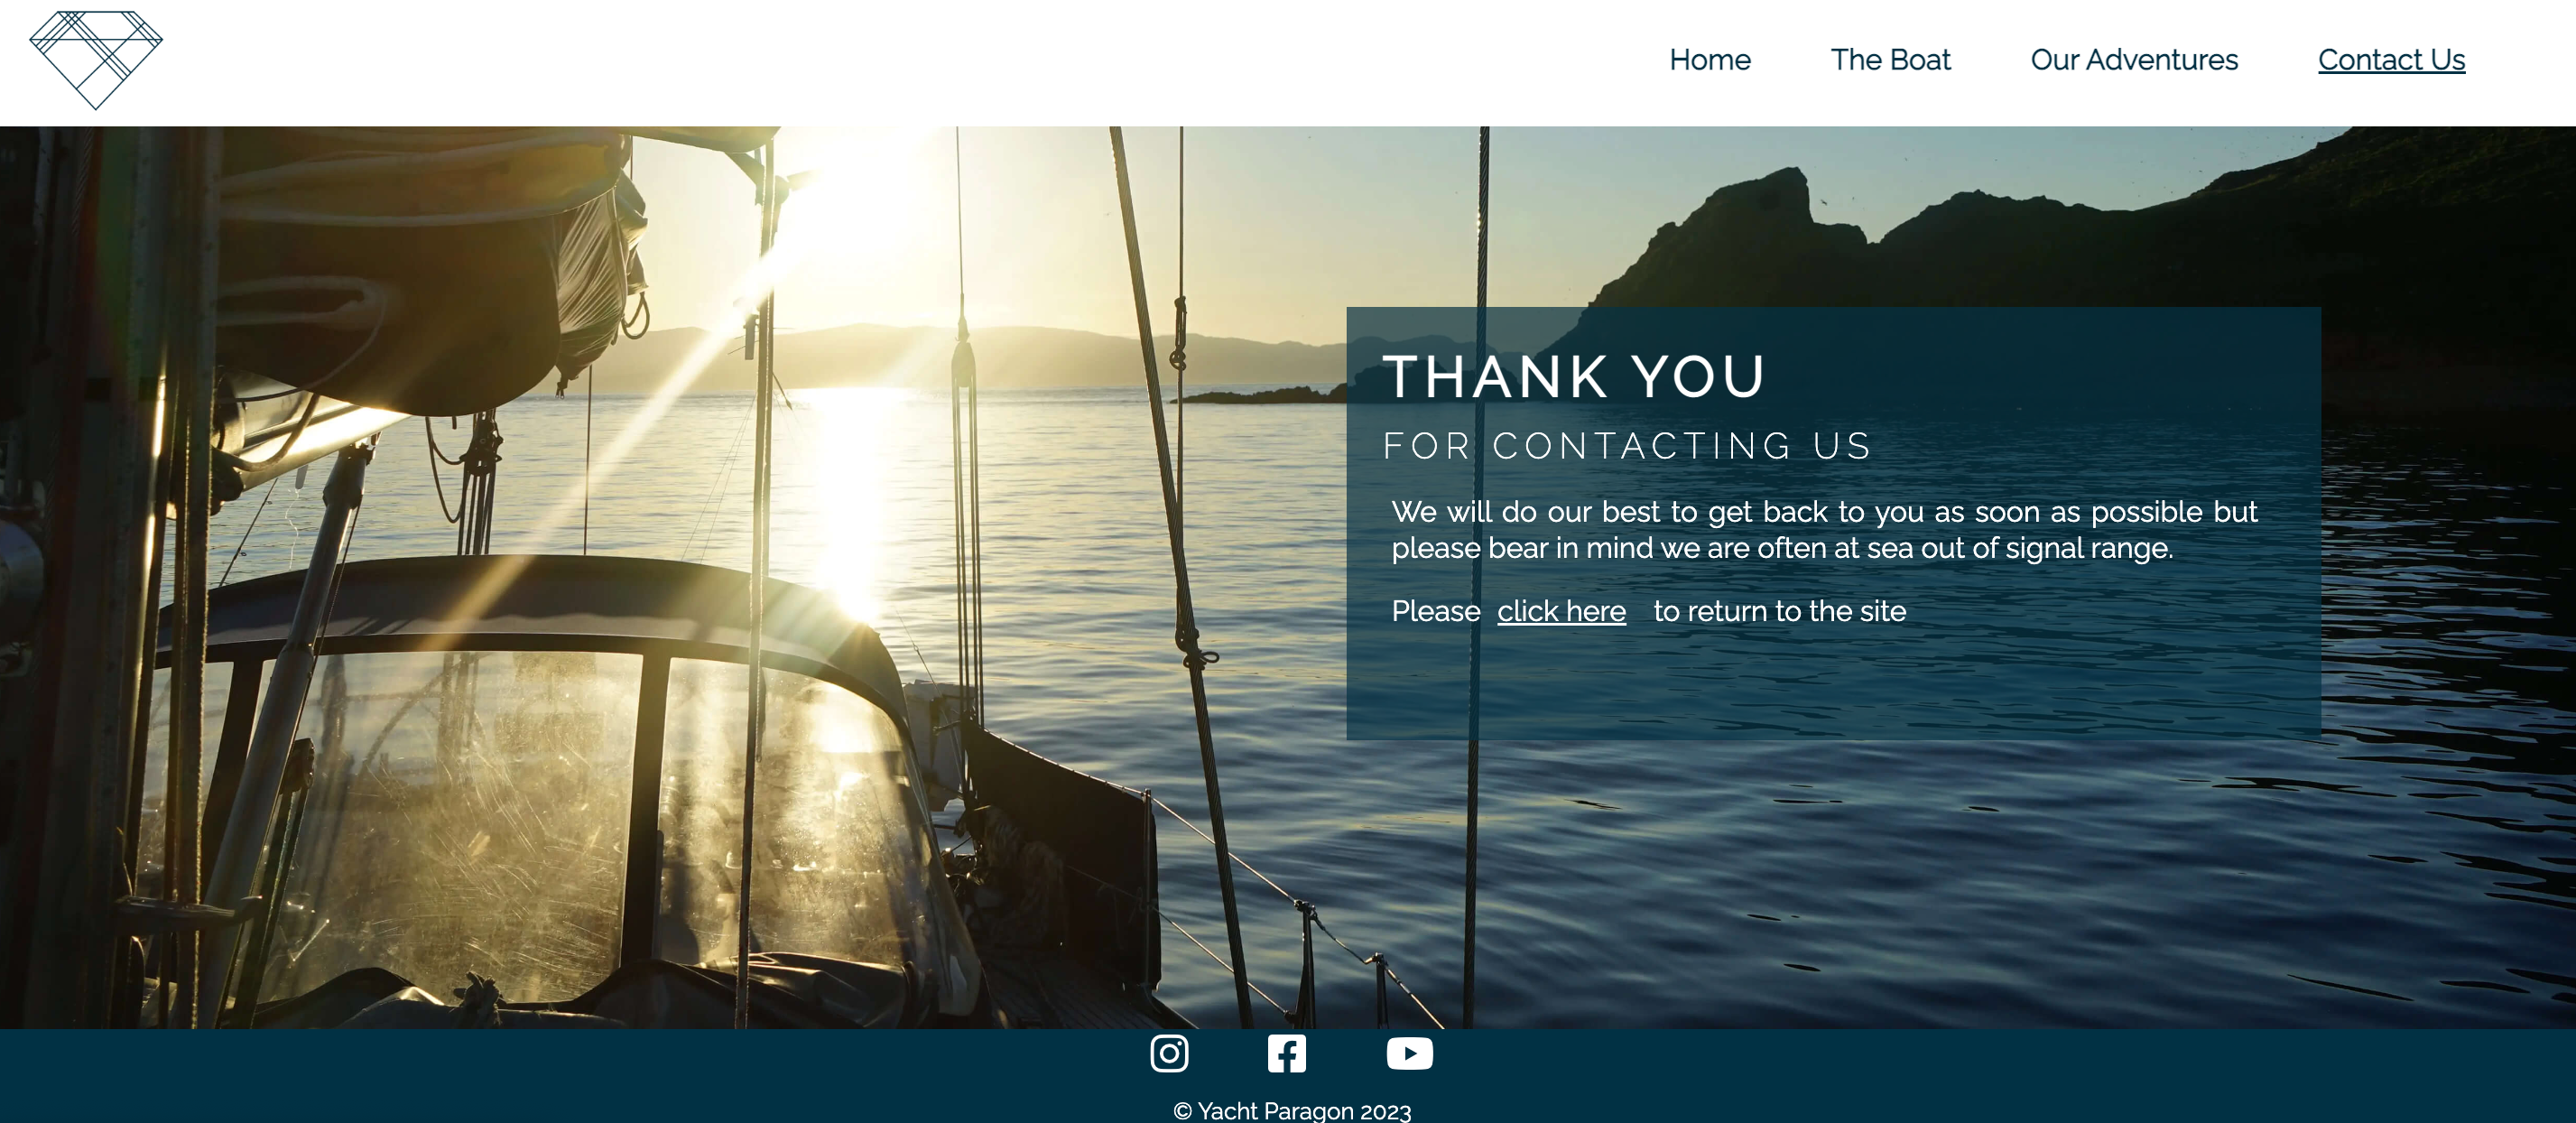 Home The Boat Our Adventures Contact Us
THANK YOU
FOR CONTACTING US
We will do our best to get back to you as soon as possible but
please bear in mind we are often at sea out of signal range.
Please click here to return to the site
© Yacht Paragon 2023